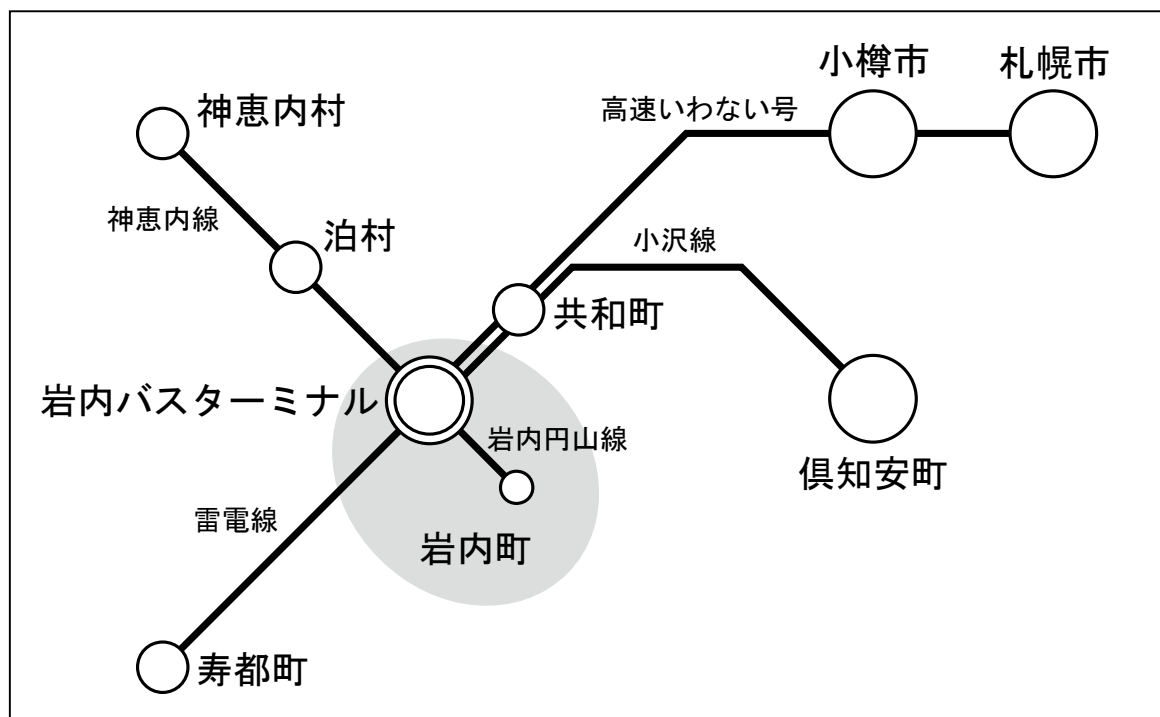 小樽市
札幌市
神恵内村
高速いわない号
神恵内線
泊村
小沢線
共和町
岩内バスターミナル
岩内円山線
倶知安町
雷電線
岩内町
寿都町